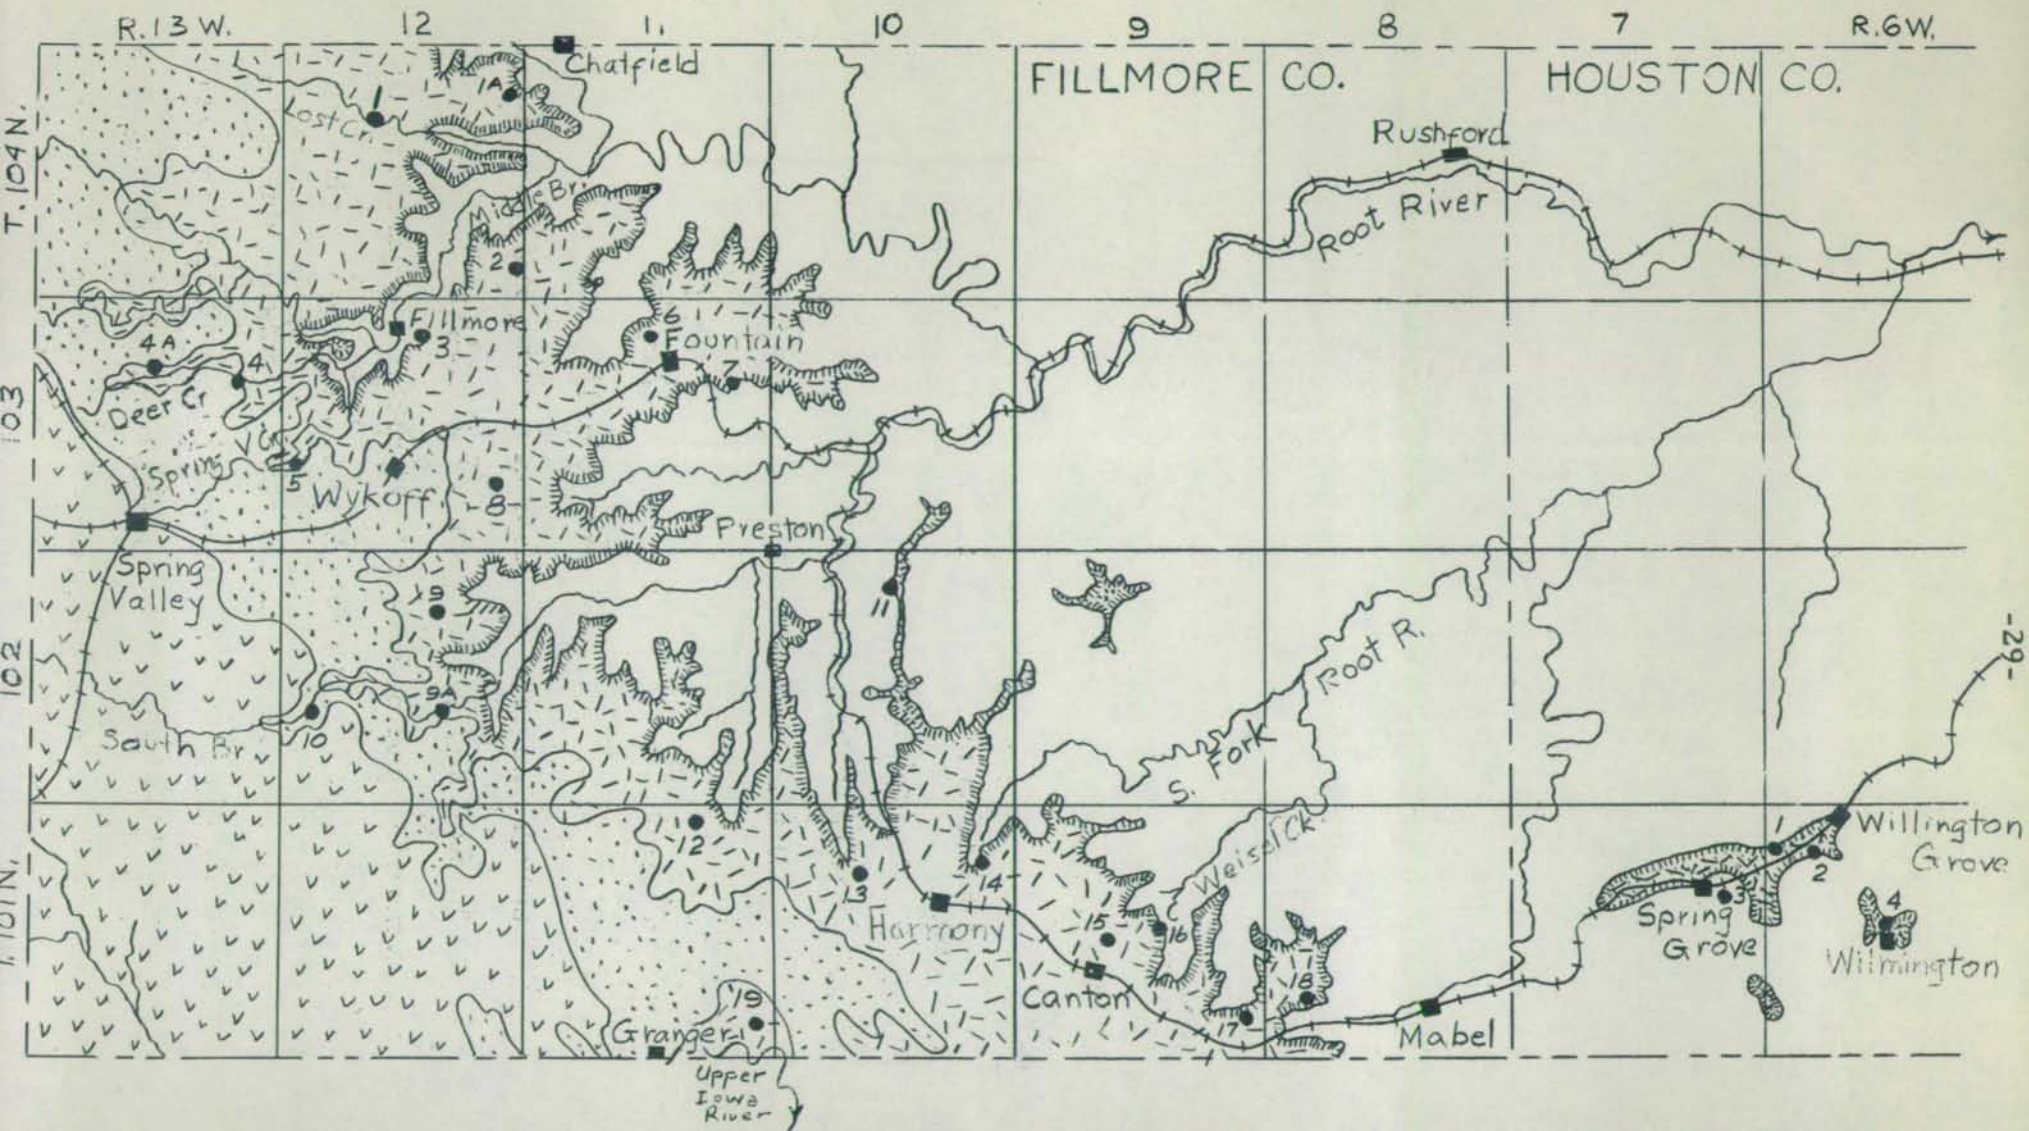 R.13 W. 12 11 10 9 8 7 R.6W.
Chatfield
FILLMORE CO. HOUSTON CO.
T. 104 N.
1A
1
Lost Cr.
Rushford
Middle Br.
Root River
2
Fillmore
3
6
Fountain
7
4A
4
Deer Cr
103
Spring V Cr.
5
Wykoff
8
Preston
Spring
Valley
9
11
-29-
102
Root R.
9A
South Br.
10
S. Fork
12
13
14
Weisel Ck.
1
Willington
Grove
2
T. 101N.
Harmony
15
16
3
Spring
Grove
4
Wilmington
Canton
18
19
17
Granger
Mabel
Upper
Iowa
River